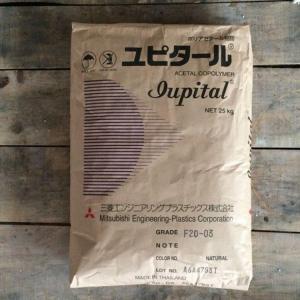 ポリアセタール樹脂
ユピタール®
ACETAL COPOLYMER
Iupital®
NET 25 kg
三菱エンジニアリングプラスチックス株式会社
Mitsubishi Engineering-Plastics Corporation
GRADE F20-03
NOTE
COLOR NO. NATURAL
LOT NO. A6A4793T
MADE IN THAILAND